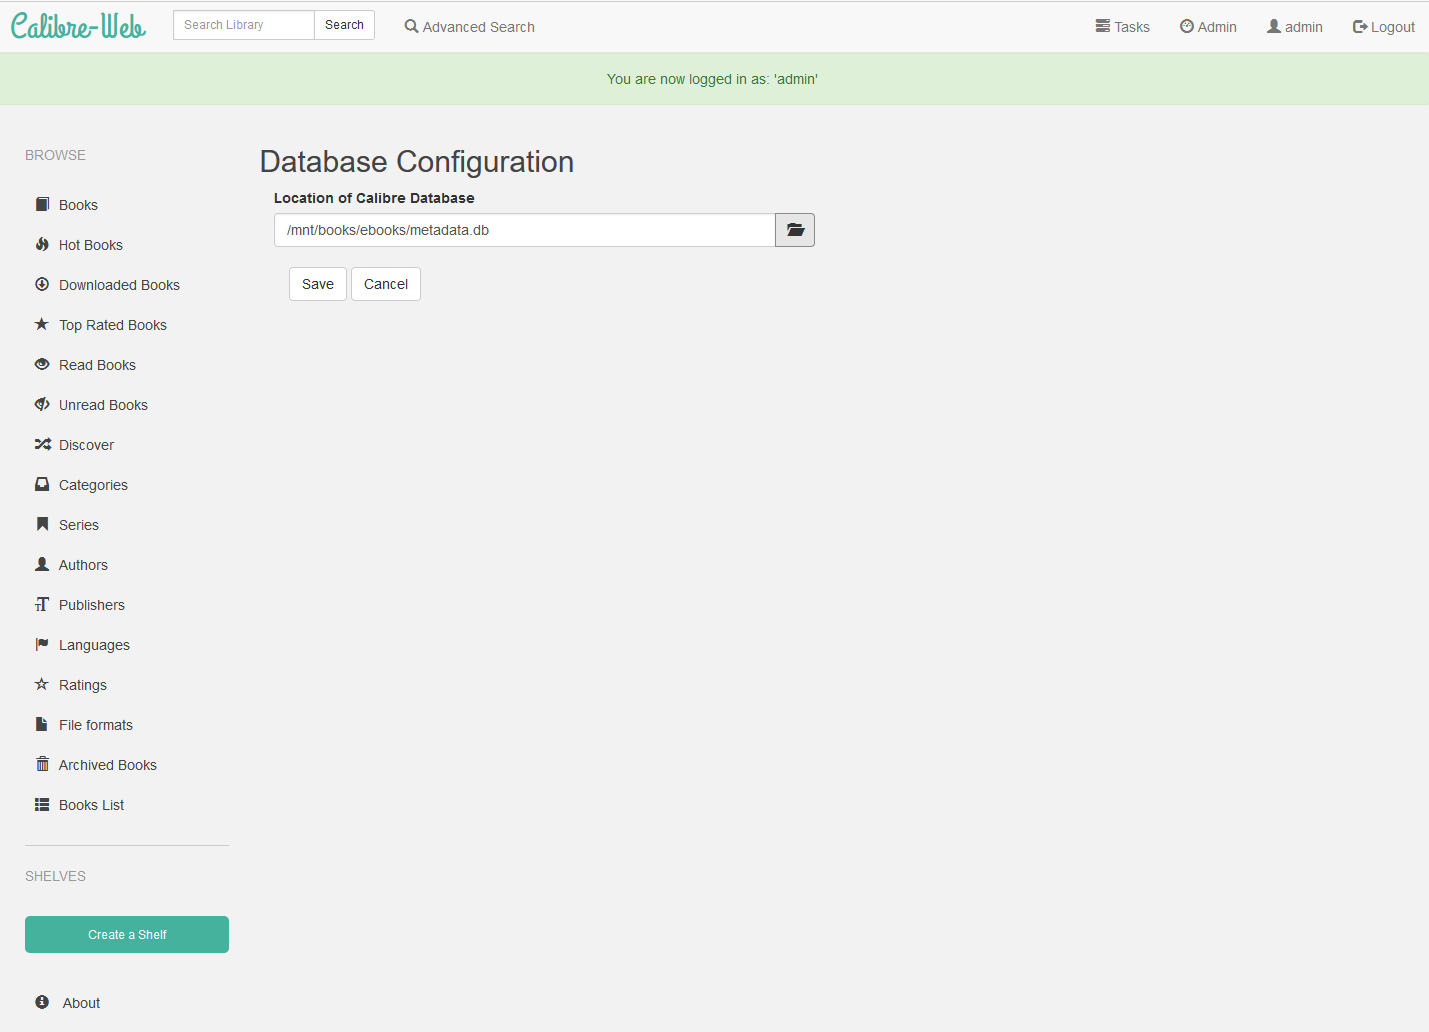 Calibre-Web
Search Library
Search
Advanced Search
Tasks
Admin
admin
Logout
You are now logged in as: 'admin'
BROWSE
Books
Hot Books
Downloaded Books
Top Rated Books
Read Books
Unread Books
Discover
Categories
Series
Authors
Publishers
Languages
Ratings
File formats
Archived Books
Books List
SHELVES
Create a Shelf
About
Database Configuration
Location of Calibre Database
/mnt/books/ebooks/metadata.db
Save
Cancel